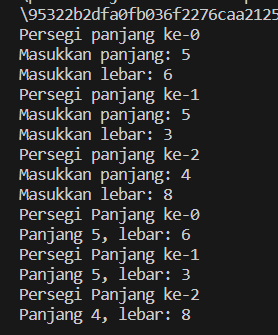 \95322b2dfa0fb036f2276caa2125
Persegi panjang ke-0
Masukkan panjang: 5
Masukkan lebar: 6
Persegi panjang ke-1
Masukkan panjang: 5
Masukkan lebar: 3
Persegi panjang ke-2
Masukkan panjang: 4
Masukkan lebar: 8
Persegi Panjang ke-0
Panjang 5, lebar: 6
Persegi Panjang ke-1
Panjang 5, lebar: 3
Persegi Panjang ke-2
Panjang 4, lebar: 8